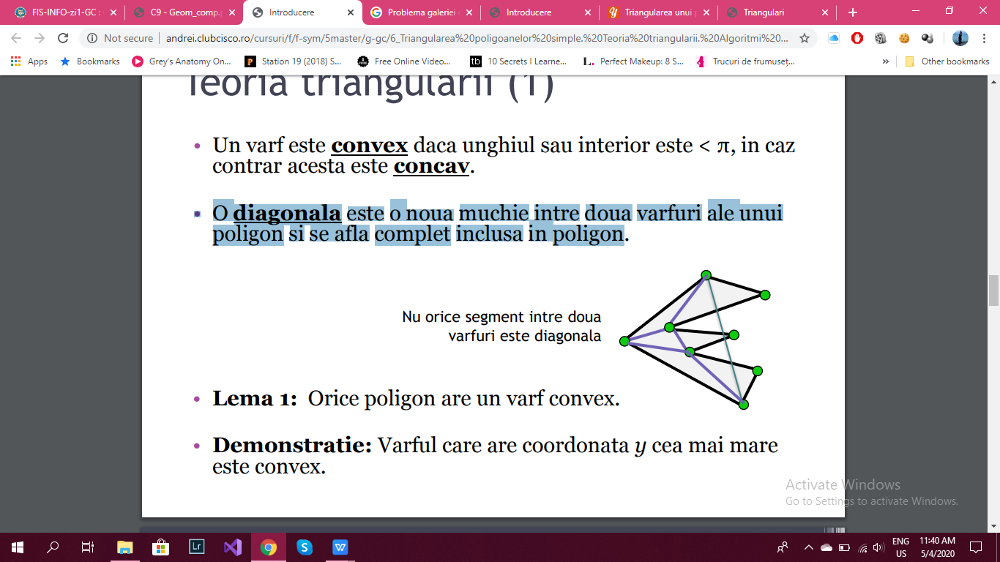 FIS-INFO-zi1-GC :
C9 - Geom_comp.p
Introducere
Problema galeriei
Introducere
Triangularea unui p
Triangulari
Not secure | andrei.clubcisco.ro/cursuri/f/f-sym/5master/g-gc/6_Triangularea%20poligoanelor%20simple.%20Teoria%20triangularii.%20Algoritmi%20...
Apps
Bookmarks
Grey's Anatomy On...
Station 19 (2018) S...
Free Online Video...
10 Secrets I Learne...
Perfect Makeup: 8 S...
Trucuri de frumuseț...
»
Other bookmarks
Teoria triangularii (1)
• Un varf este convex daca unghiul sau interior este < π, in caz
contrar acesta este concav.
• O diagonala este o noua muchie intre doua varfuri ale unui
poligon si se afla complet inclusa in poligon.
Nu orice segment intre doua
varfuri este diagonala
• Lema 1: Orice poligon are un varf convex.
• Demonstratie: Varful care are coordonata y cea mai mare
este convex.
Activate Windows
Go to Settings to activate Windows.
ENG
US
11:40 AM
5/4/2020